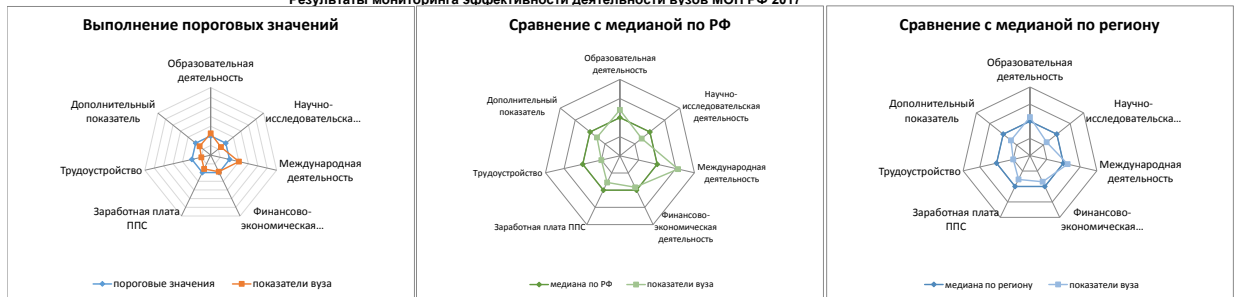 Результаты мониторинга эффективности деятельности вузов МОН РФ 2017
Выполнение пороговых значений
Образовательная
деятельность
Научно-
исследовательска...
Международная
деятельность
Финансово-
экономическая...
Заработная плата
ППС
Трудоустройство
Дополнительный
показатель
пороговые значения
показатели вуза
Сравнение с медианой по РФ
Образовательная
деятельность
Научно-
исследовательская
деятельность
Международная
деятельность
Финансово-
экономическая
деятельность
Заработная плата ППС
Трудоустройство
Дополнительный
показатель
медиана по РФ
показатели вуза
Сравнение с медианой по региону
Образовательная
деятельность
Научно-
исследовательска...
Международная
деятельность
Финансово-
экономическая...
Заработная плата
ППС
Трудоустройство
Дополнительный
показатель
медиана по региону
показатели вуза